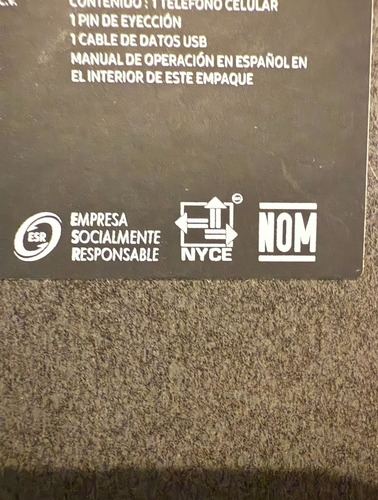 CONTENIDO : 1 TELÉFONO CELULAR
1 PIN DE EYECCIÓN
1 CABLE DE DATOS USB
MANUAL DE OPERACIÓN EN ESPAÑOL EN
EL INTERIOR DE ESTE EMPAQUE
ESR
EMPRESA
SOCIALMENTE
RESPONSABLE
NYCE
NOM